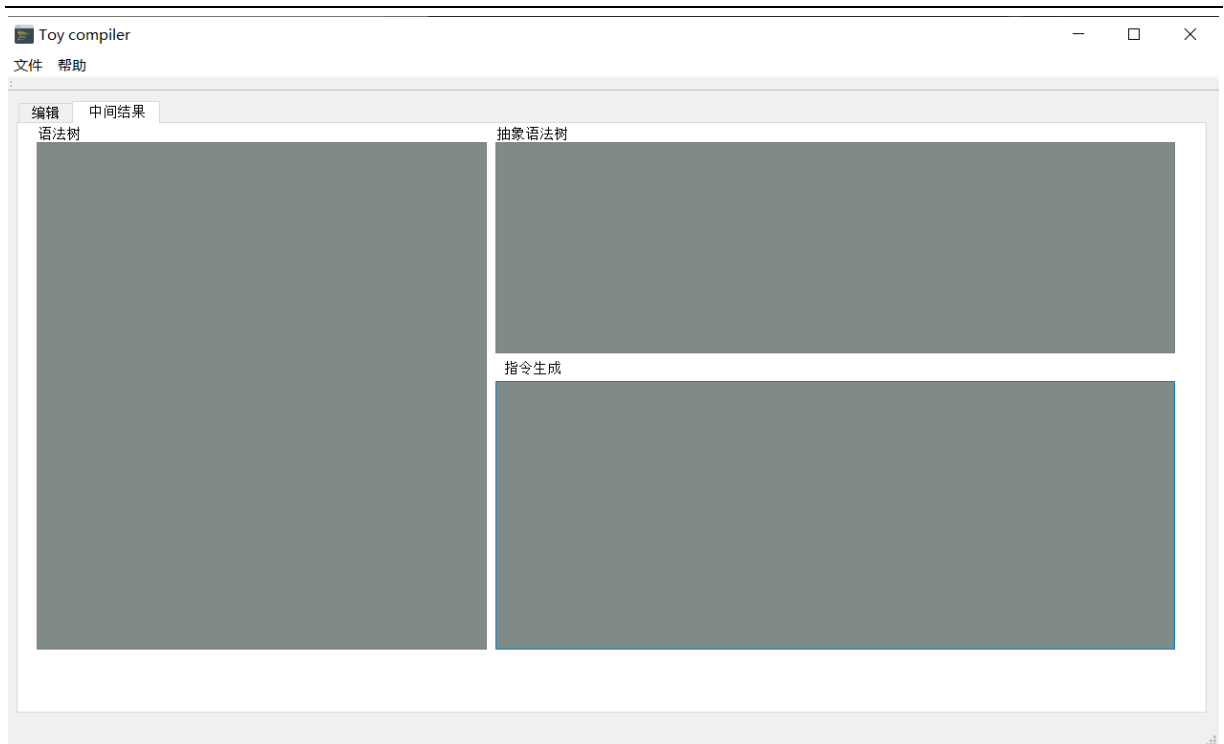 Toy compiler
文件 帮助
编辑 中间结果
语法树
抽象语法树
指令生成